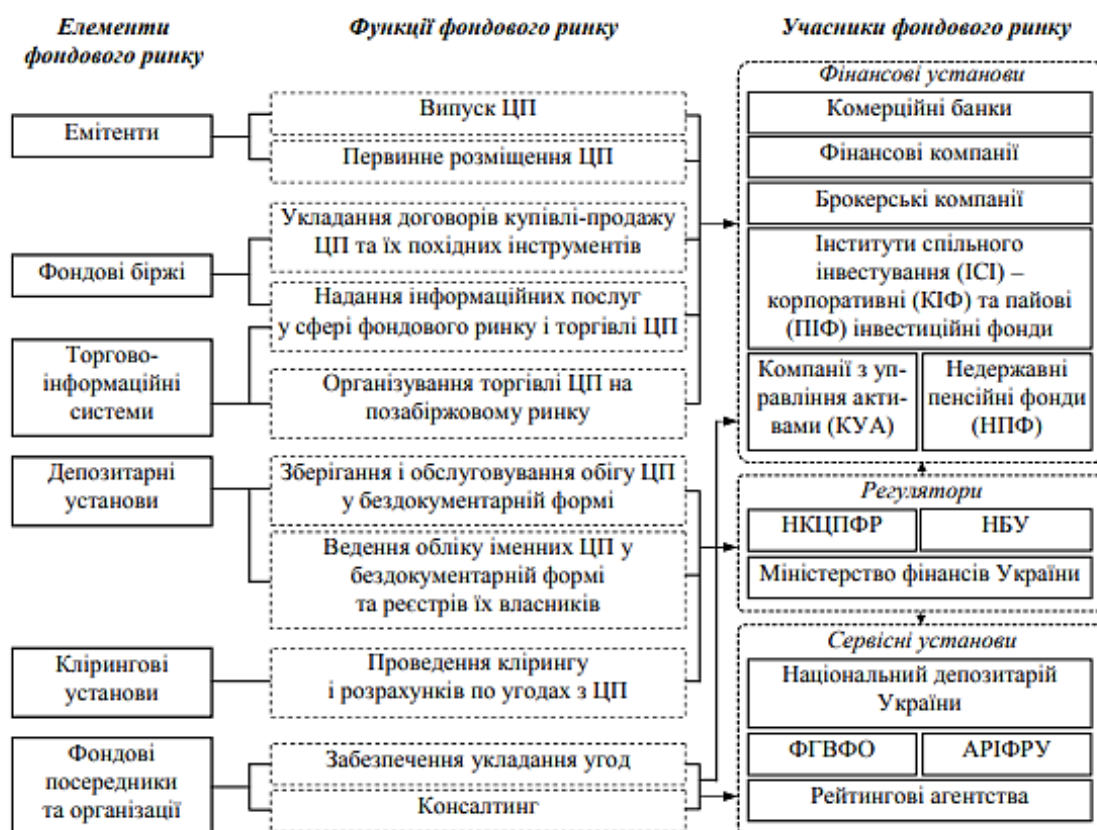 Елементи
фондового ринку
Функції фондового ринку
Учасники фондового ринку
Емітенти
Фондові біржі
Торгово-
інформаційні
системи
Депозитарні
установи
Клірингові
установи
Фондові
посередники
та організації
Випуск ЦП
Первинне розміщення ЦП
Укладання договорів купівлі-продажу
ЦП та їх похідних інструментів
Надання інформаційних послуг
у сфері фондового ринку і торгівлі ЦП
Організування торгівлі ЦП на
позабіржовому ринку
Зберігання і обслуговування обігу ЦП
у бездокументарній формі
Ведення обліку іменних ЦП у
бездокументарній формі
та реєстрів їх власників
Проведення клірингу
і розрахунків по угодах з ЦП
Забезпечення укладання угод
Консалтинг
Фінансові установи
Комерційні банки
Фінансові компанії
Брокерські компанії
Інститути спільного
інвестування (ІСІ) –
корпоративні (КІФ) та пайові
(ПІФ) інвестиційні фонди
Компанії з уп-
равління акти-
вами (КУА)
Недержавні
пенсійні фонди
(НПФ)
Регулятори
НКЦПФР
НБУ
Міністерство фінансів України
Сервісні установи
Національний депозитарій
України
ФГВФО
АРІФРУ
Рейтингові агентства